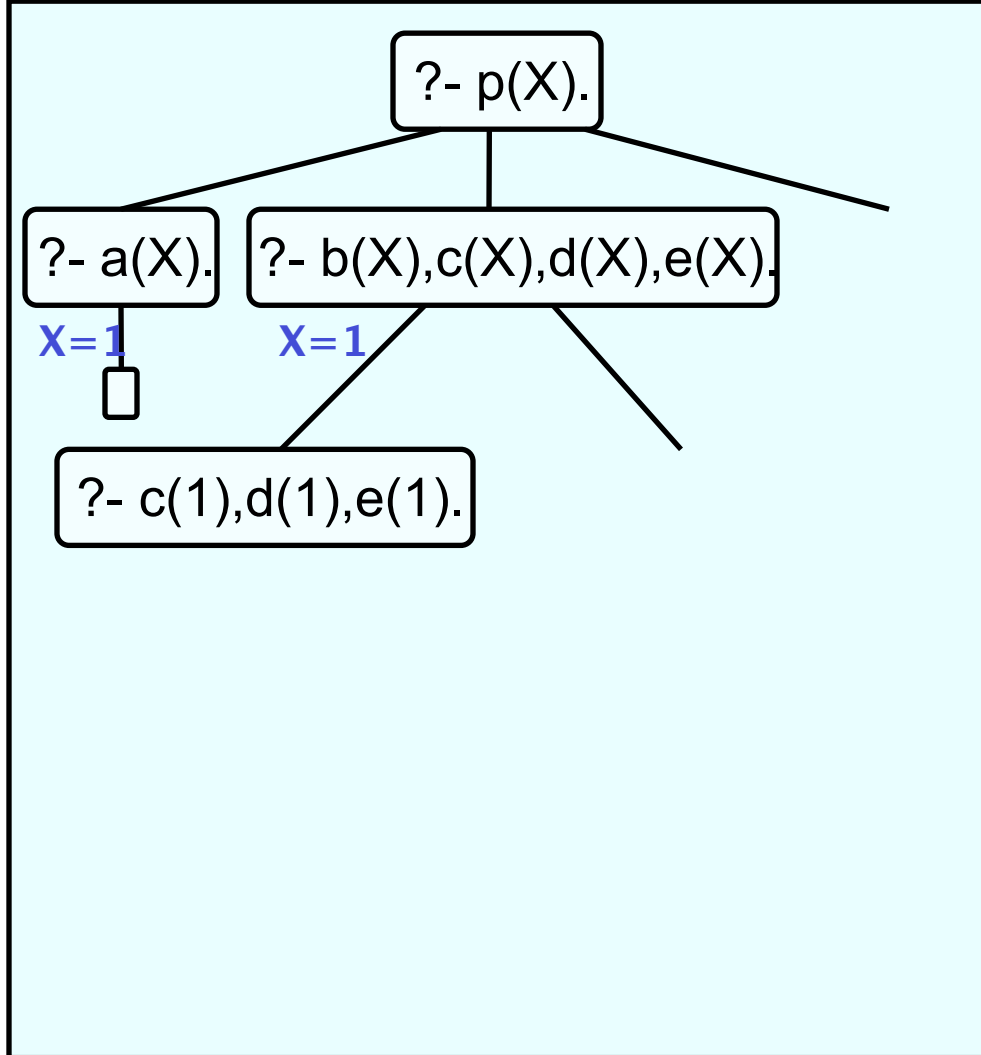 ?- p(X).
?- a(X).
?- b(X),c(X),d(X),e(X).
X=1
X=1
?- c(1),d(1),e(1).